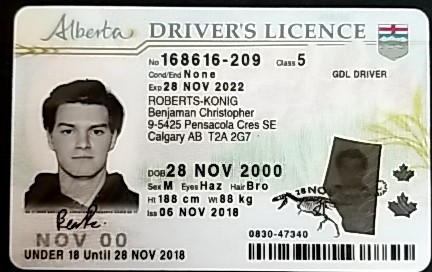 Alberta DRIVER'S LICENCE
No 168616-209 Class 5
Cond/End None GDL DRIVER
Exp 28 NOV 2022
ROBERTS-KONIG
Benjaman Christopher
9-5425 Pensacola Cres SE
Calgary AB T2A 2G7
DOB 28 NOV 2000
Sex M Eyes Haz Hair Bro
Ht 188 cm Wt 88 kg
Iss 06 NOV 2018
28NO
NOV 00
0830-47340
UNDER 18 Until 28 NOV 2018